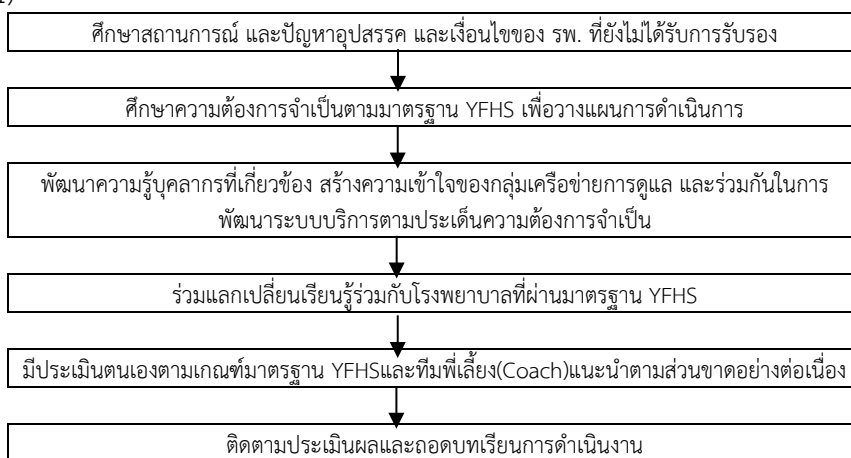 ศึกษาสถานการณ์ และปัญหาอุปสรรค และเงื่อนไขของ รพ. ที่ยังไม่ได้รับการรับรอง
ศึกษาความต้องการจำเป็นตามมาตรฐาน YFHS เพื่อวางแผนการดำเนินการ
พัฒนาความรู้บุคลากรที่เกี่ยวข้อง สร้างความเข้าใจของกลุ่มเครือข่ายการดูแล และร่วมกันในการ
พัฒนาระบบบริการตามประเด็นความต้องการจำเป็น
ร่วมแลกเปลี่ยนเรียนรู้ร่วมกับโรงพยาบาลที่ผ่านมาตรฐาน YFHS
มีประเมินตนเองตามเกณฑ์มาตรฐาน YFHSและทีมพี่เลี้ยง(Coach)แนะนำตามส่วนขาดอย่างต่อเนื่อง
ติดตามประเมินผลและถอดบทเรียนการดำเนินงาน